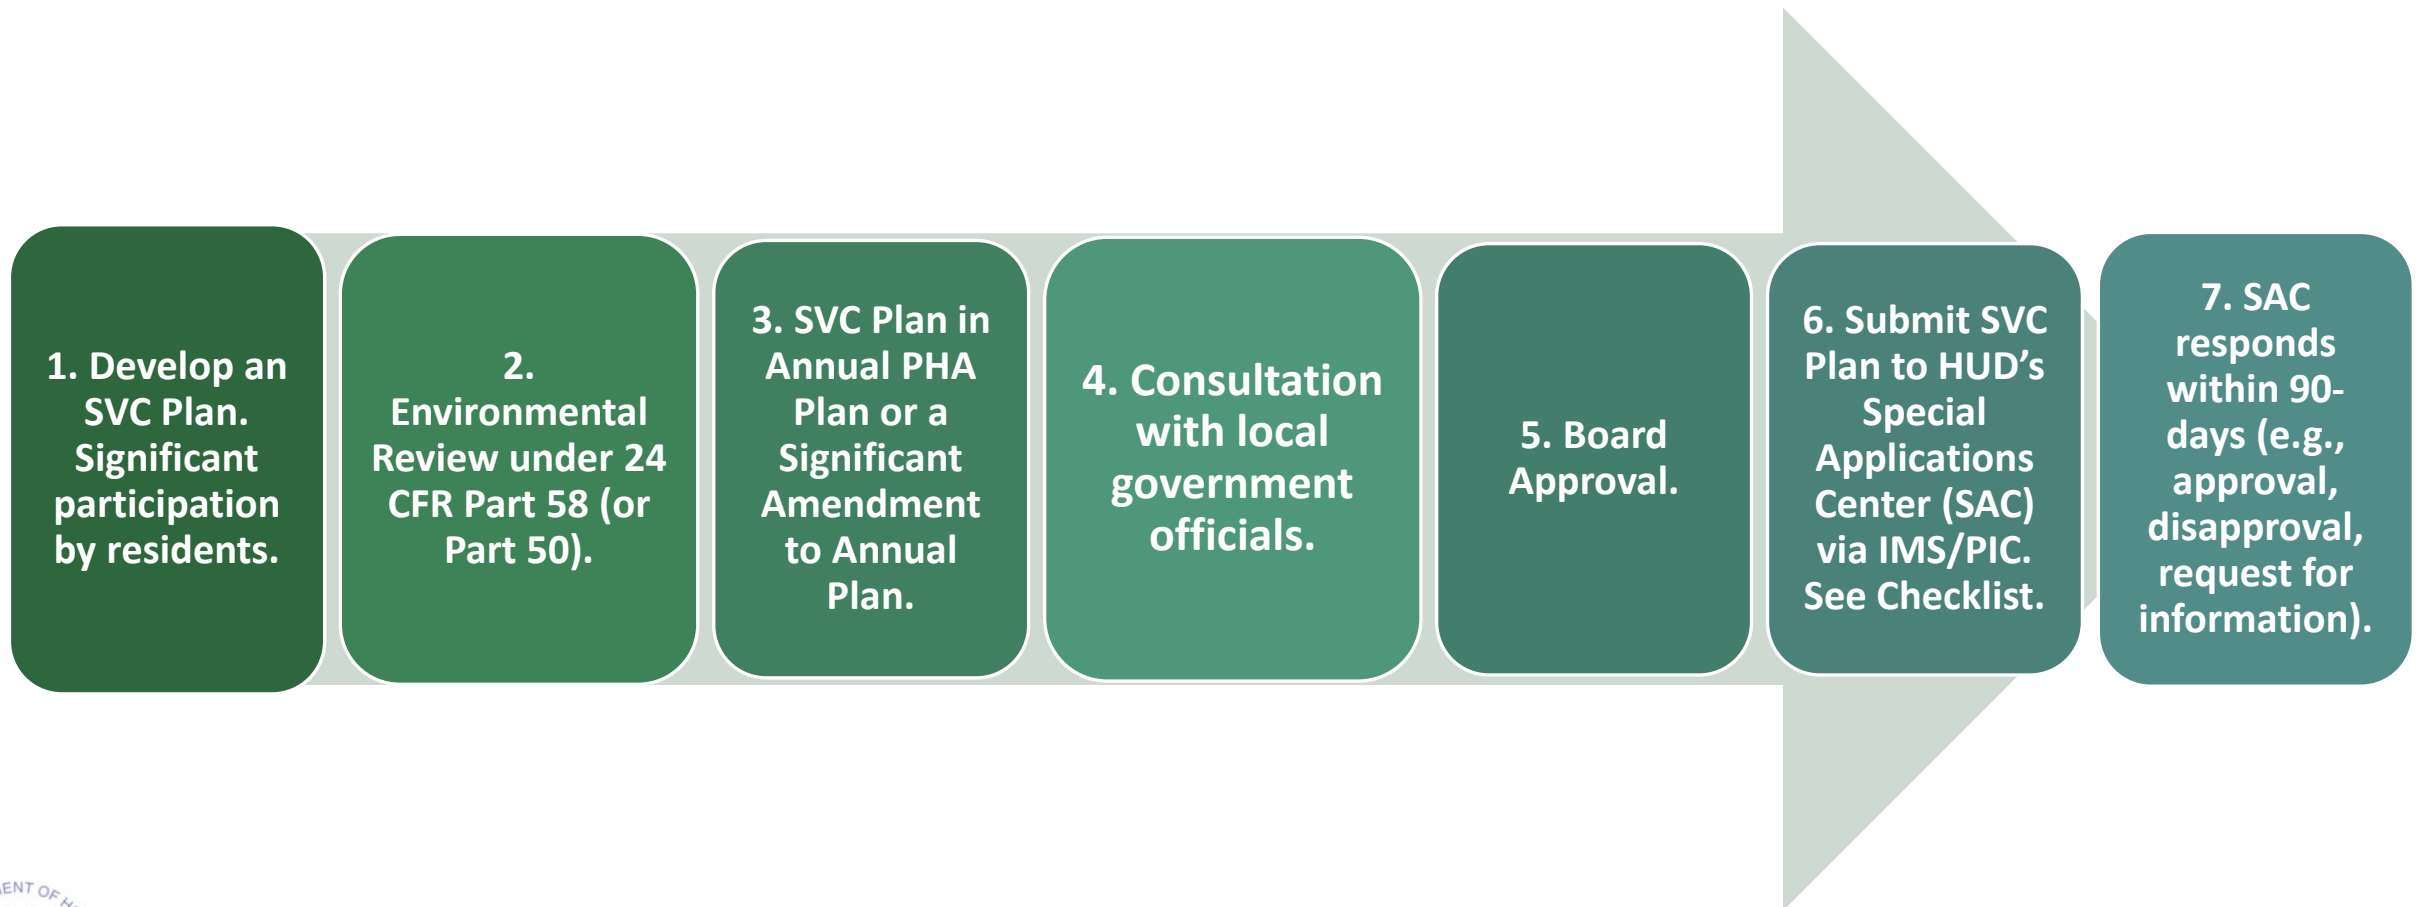 1. Develop an
SVC Plan.
Significant
participation
by residents.
2.
Environmental
Review under 24
CFR Part 58 (or
Part 50).
3. SVC Plan in
Annual PHA
Plan or a
Significant
Amendment
to Annual
Plan.
4. Consultation
with local
government
officials.
5. Board
Approval.
6. Submit SVC
Plan to HUD’s
Special
Applications
Center (SAC)
via IMS/PIC.
See Checklist.
7. SAC
responds
within 90-
days (e.g.,
approval,
disapproval,
request for
information).
OF